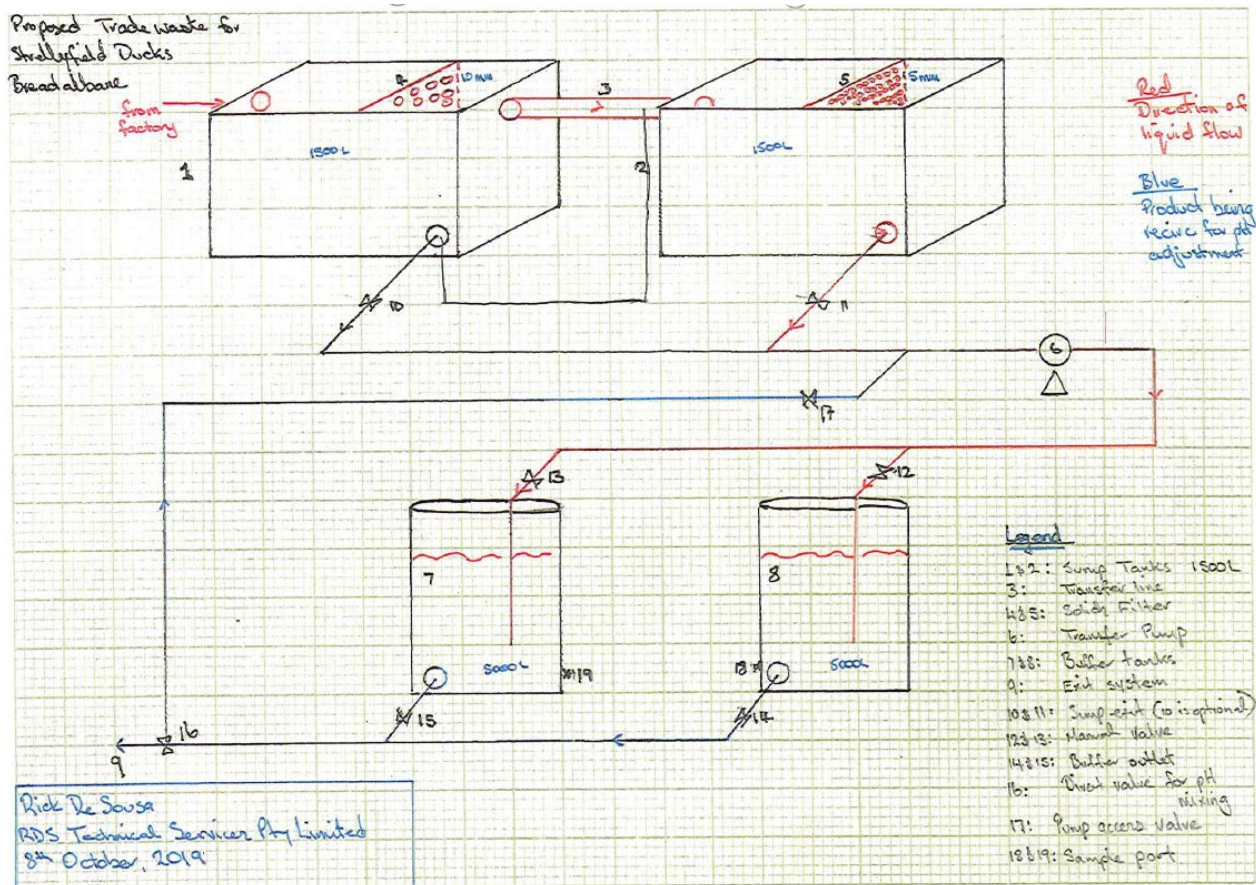 Proposed Trade waste for
Strellyfield Ducks
Breadalbane
from
factory
1
1500L
4
10mm
3
2
1500L
5
5mm
Red
Direction of
liquid flow
Blue
Product being
recirc for pH
adjustment
10
11
6
17
13
12
7
5000L
19
8
18
5000L
15
14
16
9
Legend
1&2: Sump Tanks 1500L
3: Transfer line
4&5: Solids Filter
6: Transfer Pump
7&8: Buffer tanks
9: Exit system
10&11: Sump exit (10 is optional)
12&13: Manual valve
14&15: Buffer outlet
16: Divert valve for pH
mixing
17: Pump access valve
18&19: Sample port
Rick De Sousa
RDS Technical Services Pty Limited
8th October, 2019